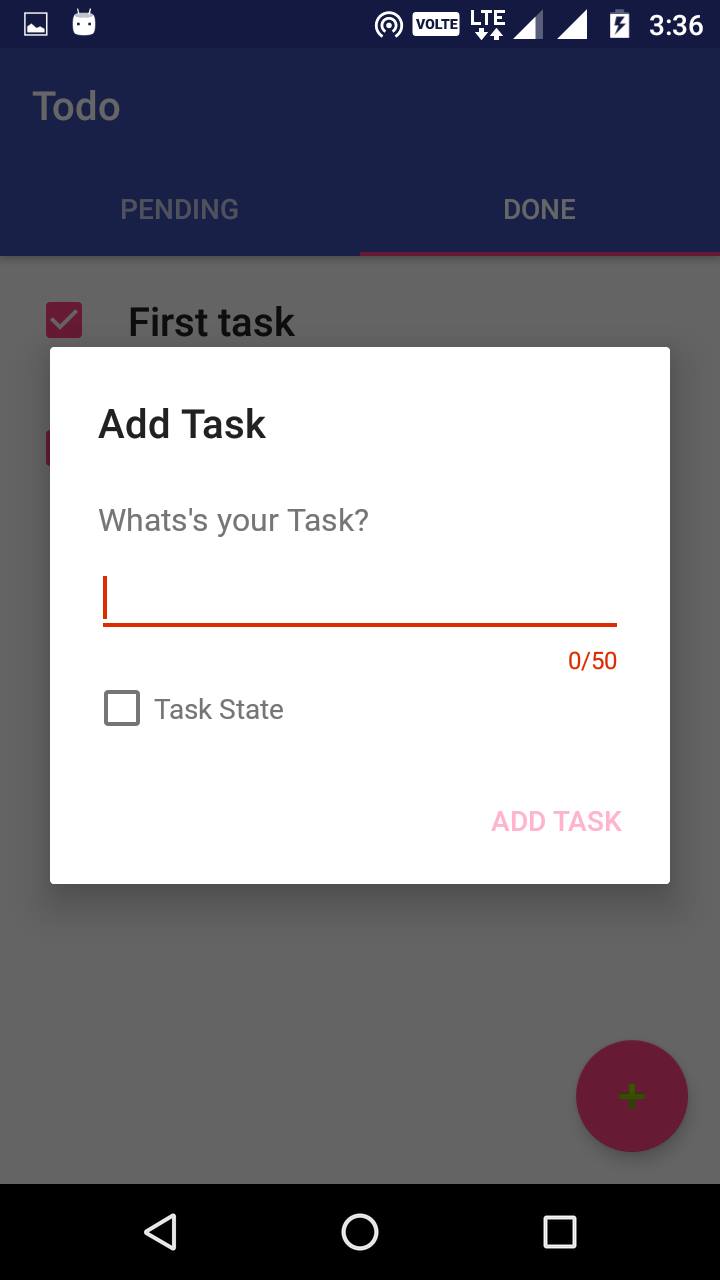 VOLTE LTE 3:36
Todo
PENDING DONE
First task
Add Task
Whats's your Task?
0/50
Task State
ADD TASK